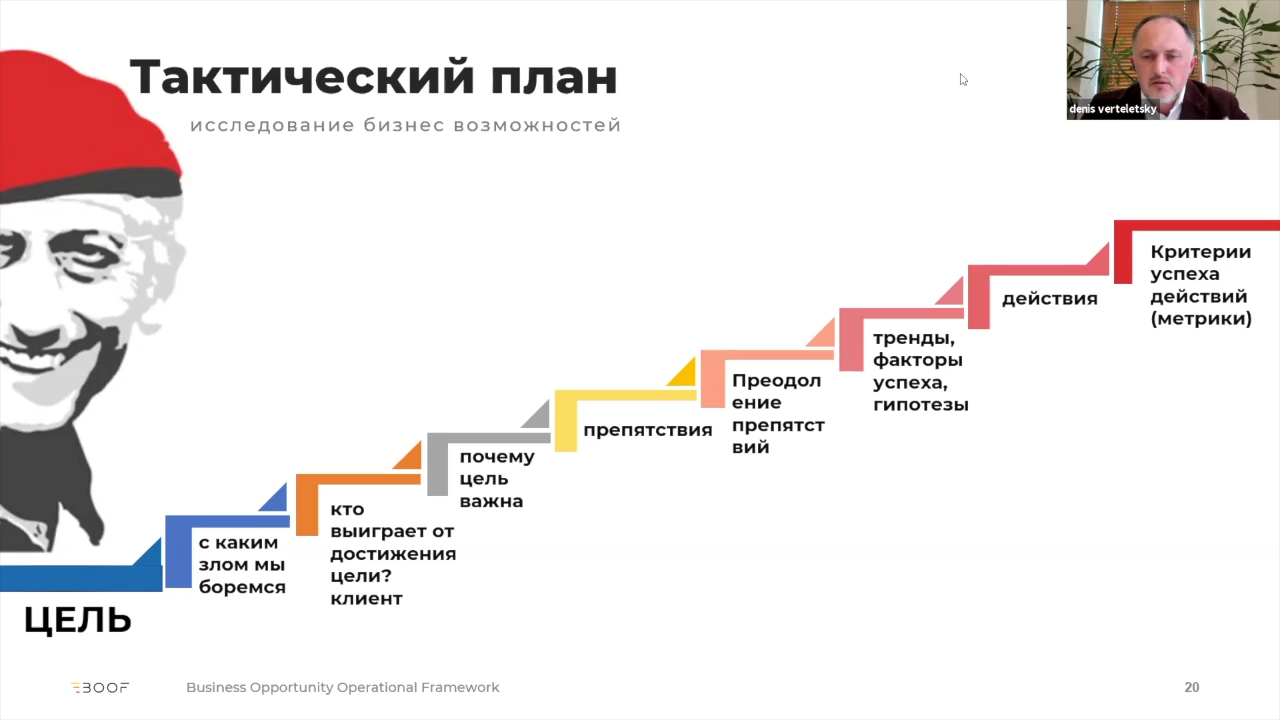 Тактический план
исследование бизнес возможностей
denis verteletsky
ЦЕЛЬ
с каким
злом мы
боремся
кто
выиграет от
достижения
цели?
клиент
почему
цель
важна
препятствия
Преодол
ение
препятст
вий
тренды,
факторы
успеха,
гипотезы
действия
Критерии
успеха
действий
(метрики)
BOOF
Business Opportunity Operational Framework
20